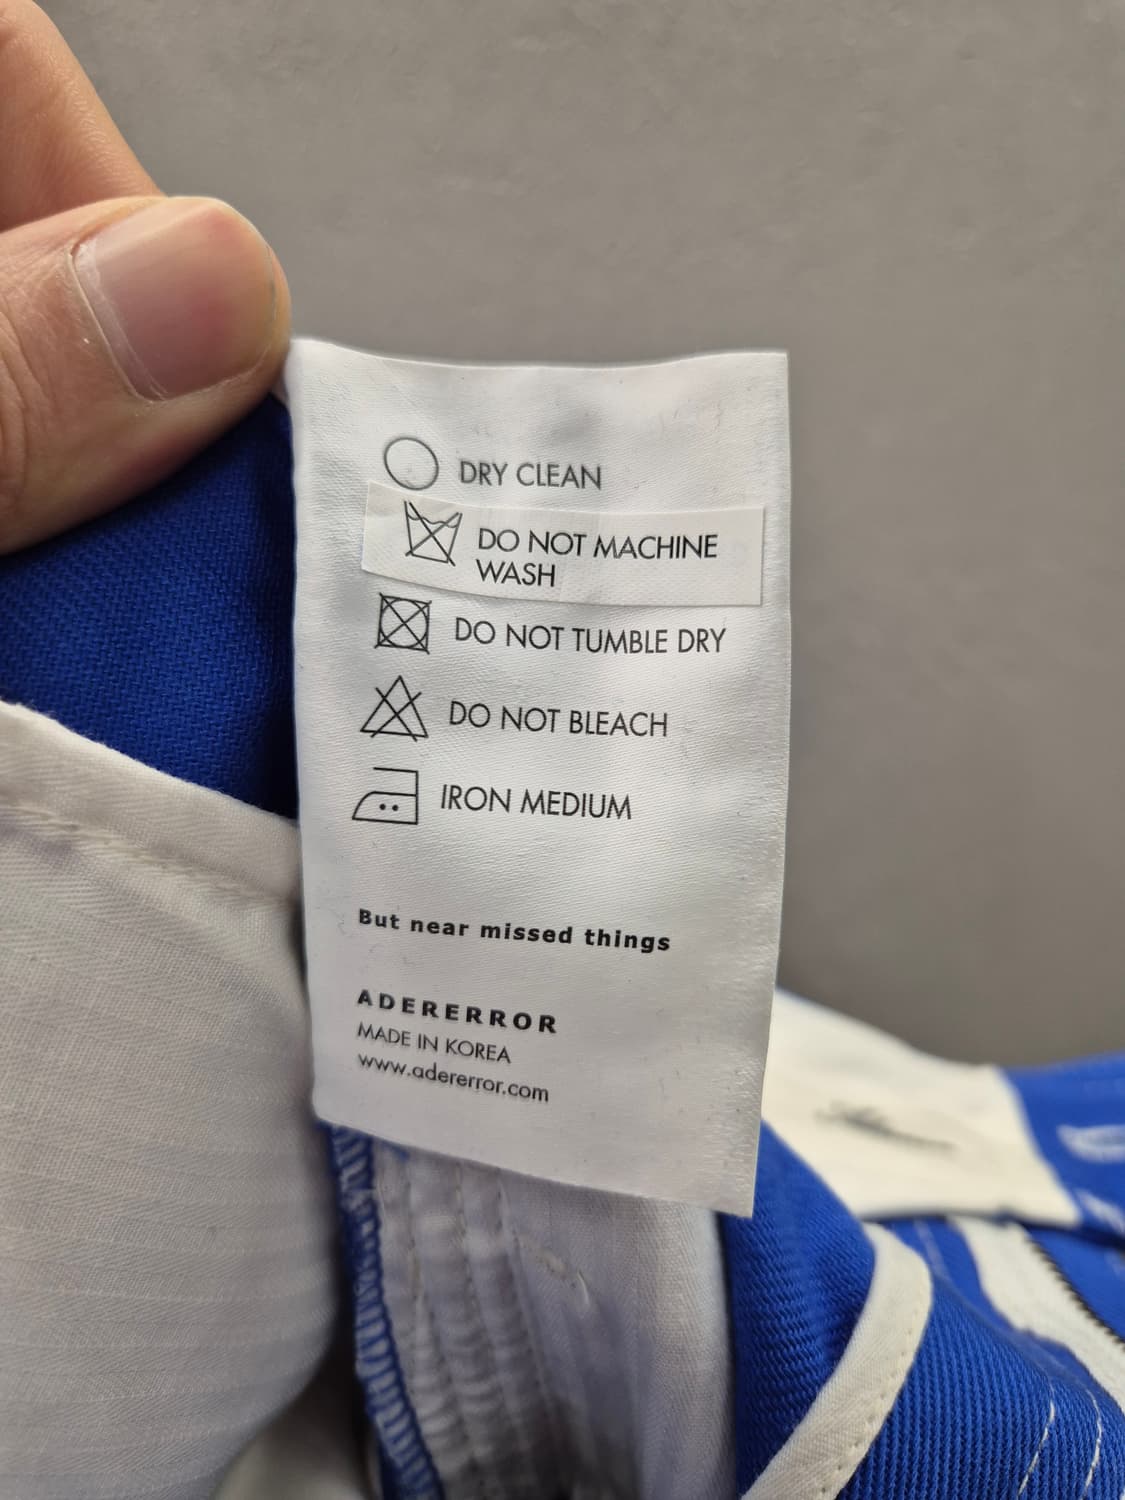 DRY CLEAN
DO NOT MACHINE
WASH
DO NOT TUMBLE DRY
DO NOT BLEACH
IRON MEDIUM
But near missed things
ADERERROR
MADE IN KOREA
www.adererror.com